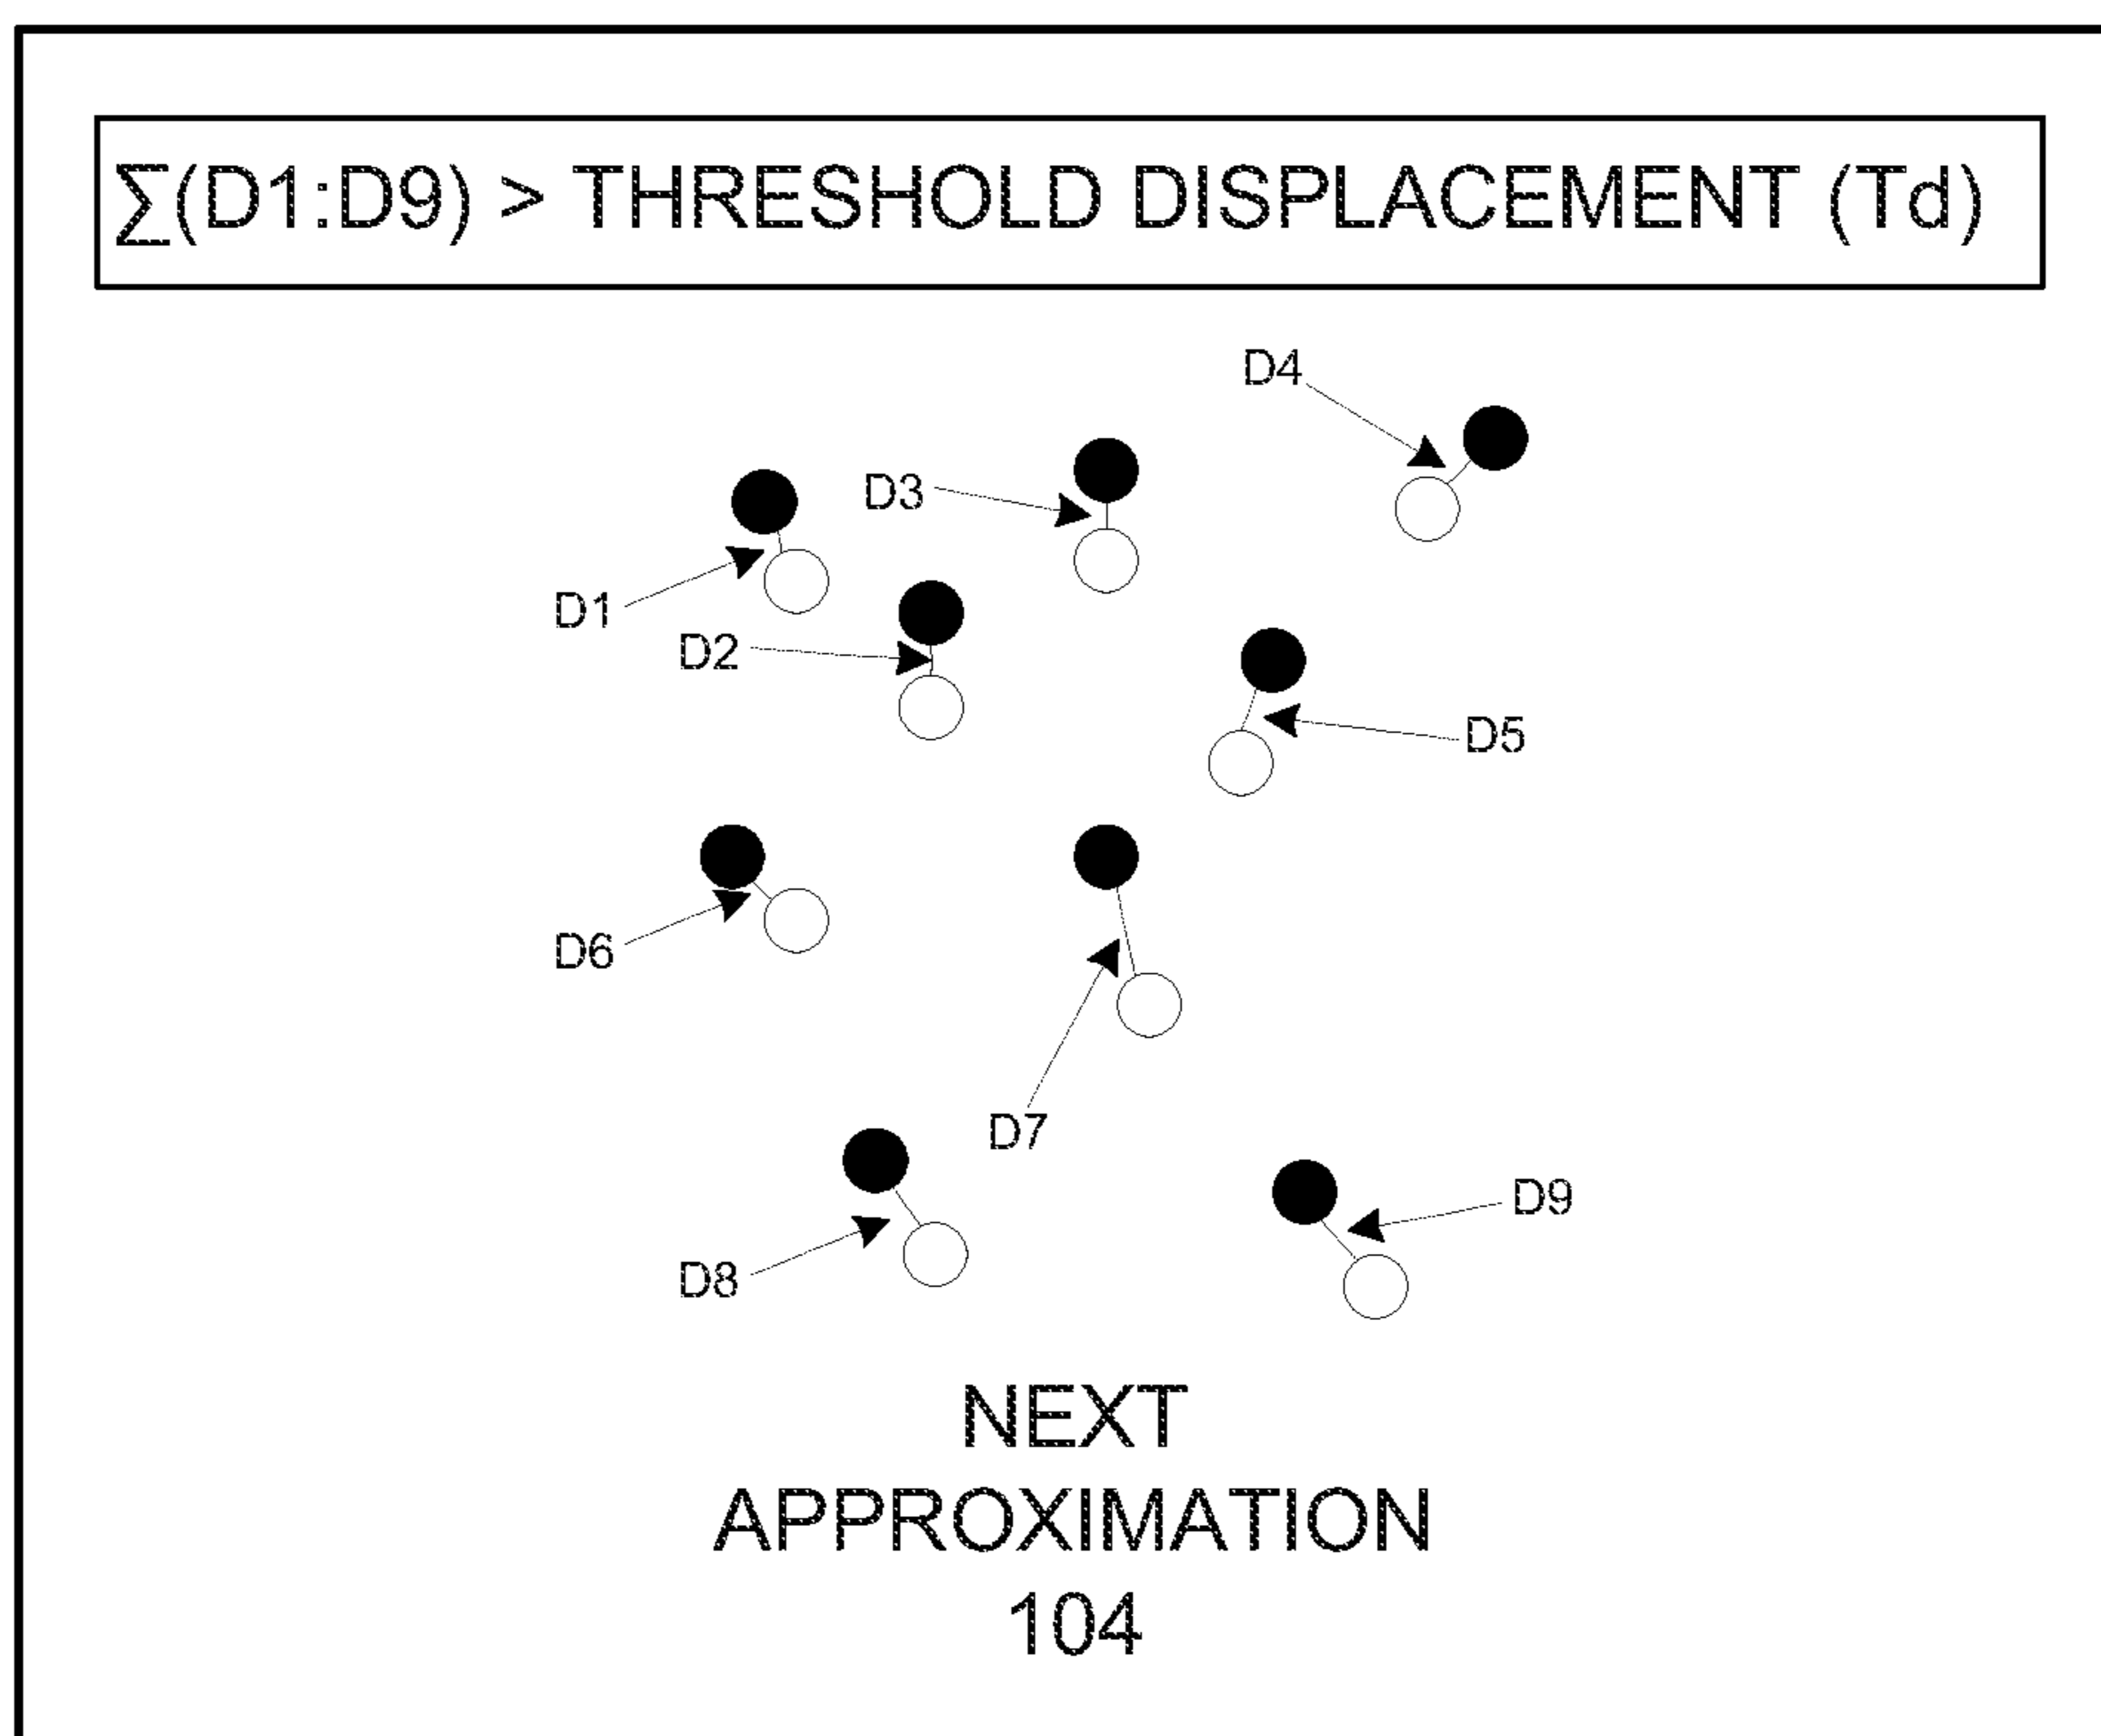 ∑(D1:D9) > THRESHOLD DISPLACEMENT (Td)
D4
D3
D1
D2
D5
D6
D7
D9
D8
NEXT
APPROXIMATION
104